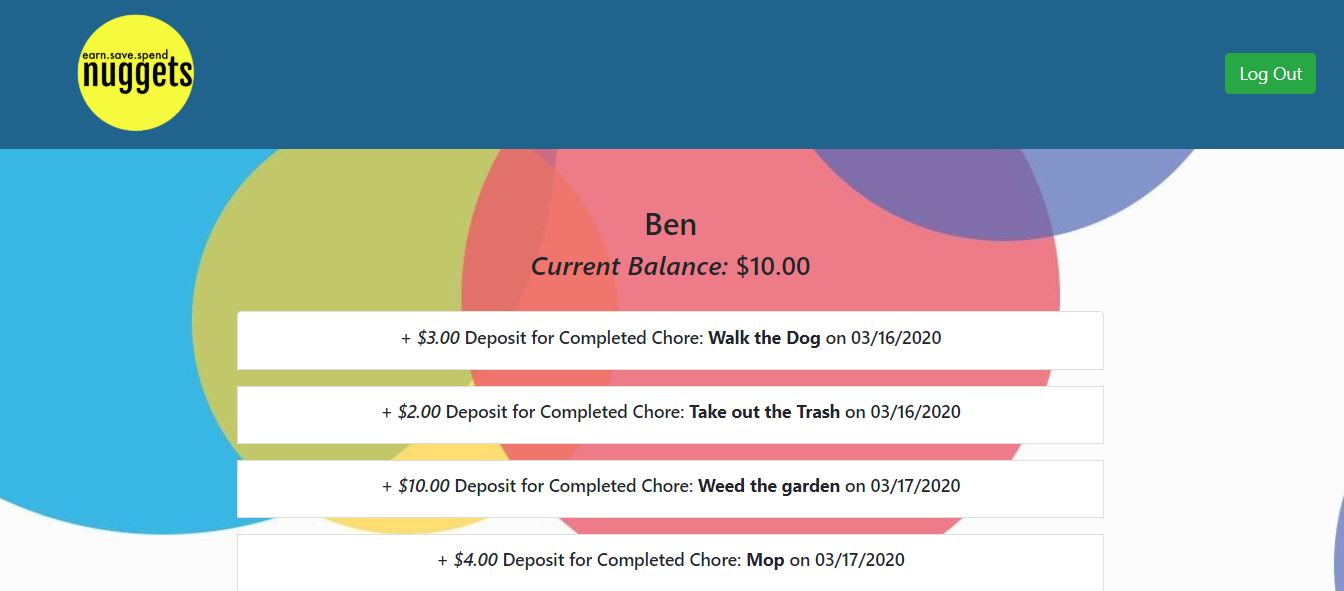 earn.save.spend
nuggets
Log Out
Ben
Current Balance: $10.00
+ $3.00 Deposit for Completed Chore: Walk the Dog on 03/16/2020
+ $2.00 Deposit for Completed Chore: Take out the Trash on 03/16/2020
+ $10.00 Deposit for Completed Chore: Weed the garden on 03/17/2020
+ $4.00 Deposit for Completed Chore: Mop on 03/17/2020